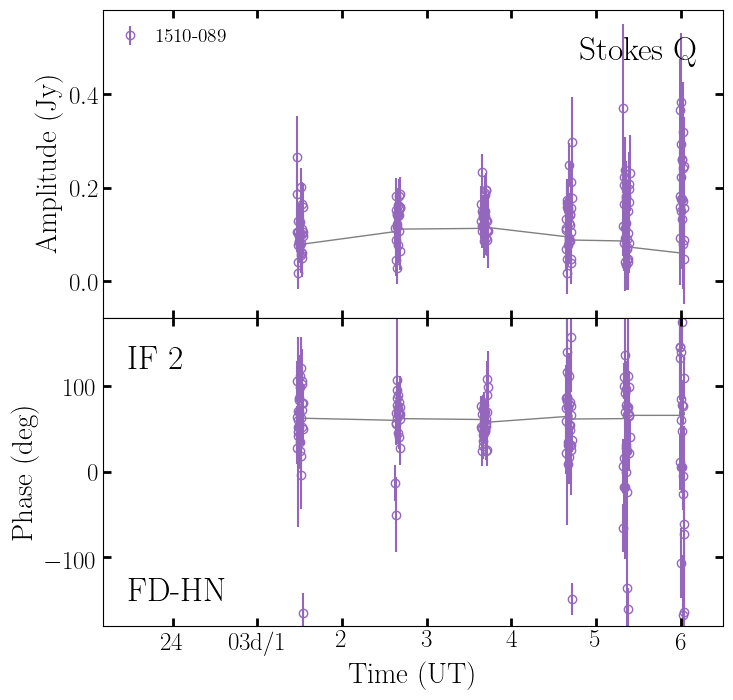 1510-089
Stokes Q
Amplitude (Jy)
0.4
0.2
0.0
IF 2
FD-HN
Phase (deg)
100
0
−100
24 03d/1 2 3 4 5 6
Time (UT)